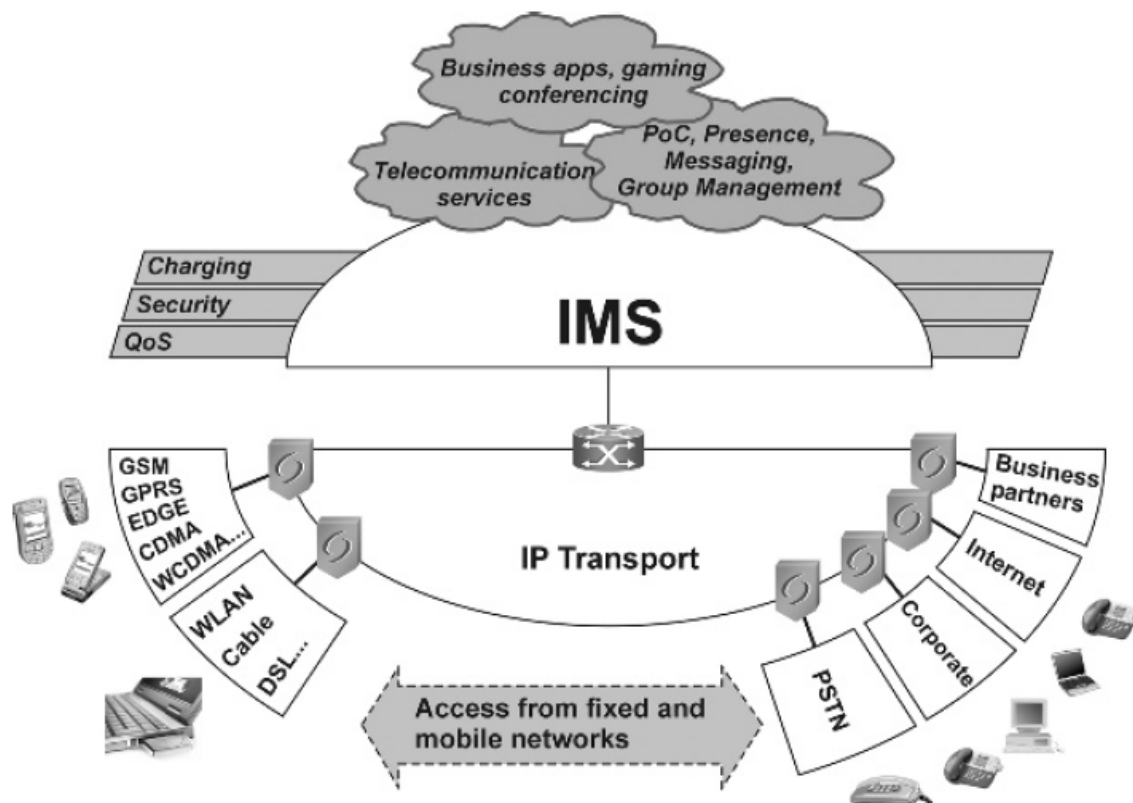 Business apps, gaming
conferencing
PoC, Presence,
Messaging,
Group Management
Telecommunication
services
Charging
Security
QoS
IMS
GSM
GPRS
EDGE
CDMA
WCDMA...
WLAN
Cable
DSL...
IP Transport
Business
partners
Internet
Corporate
PSTN
Access from fixed and
mobile networks